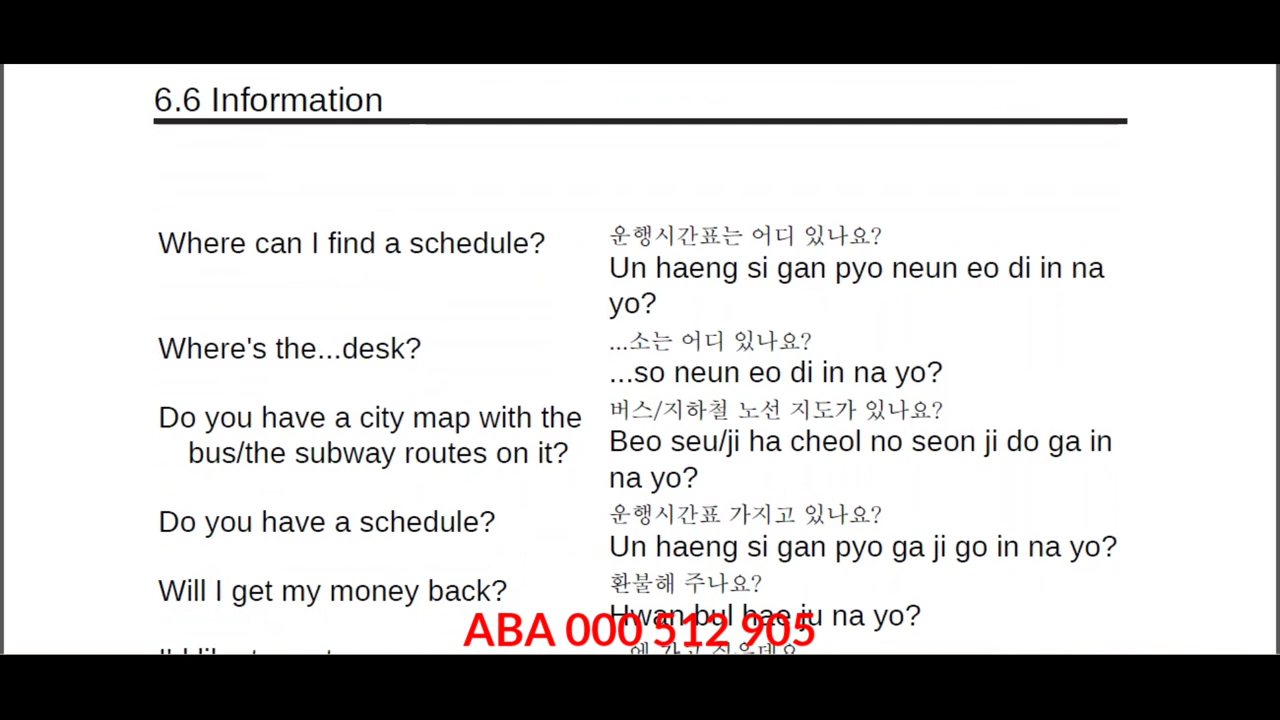 6.6 Information
Where can I find a schedule?
운행시간표는 어디 있나요?
Un haeng si gan pyo neun eo di in na
yo?
Where's the...desk?
...소는 어디 있나요?
...so neun eo di in na yo?
Do you have a city map with the
bus/the subway routes on it?
버스/지하철 노선 지도가 있나요?
Beo seu/ji ha cheol no seon ji do ga in
na yo?
Do you have a schedule?
운행시간표 가지고 있나요?
Un haeng si gan pyo ga ji go in na yo?
Will I get my money back?
환불해 주나요?
Hwan bul hae ju na yo?
ABA 000 512 905